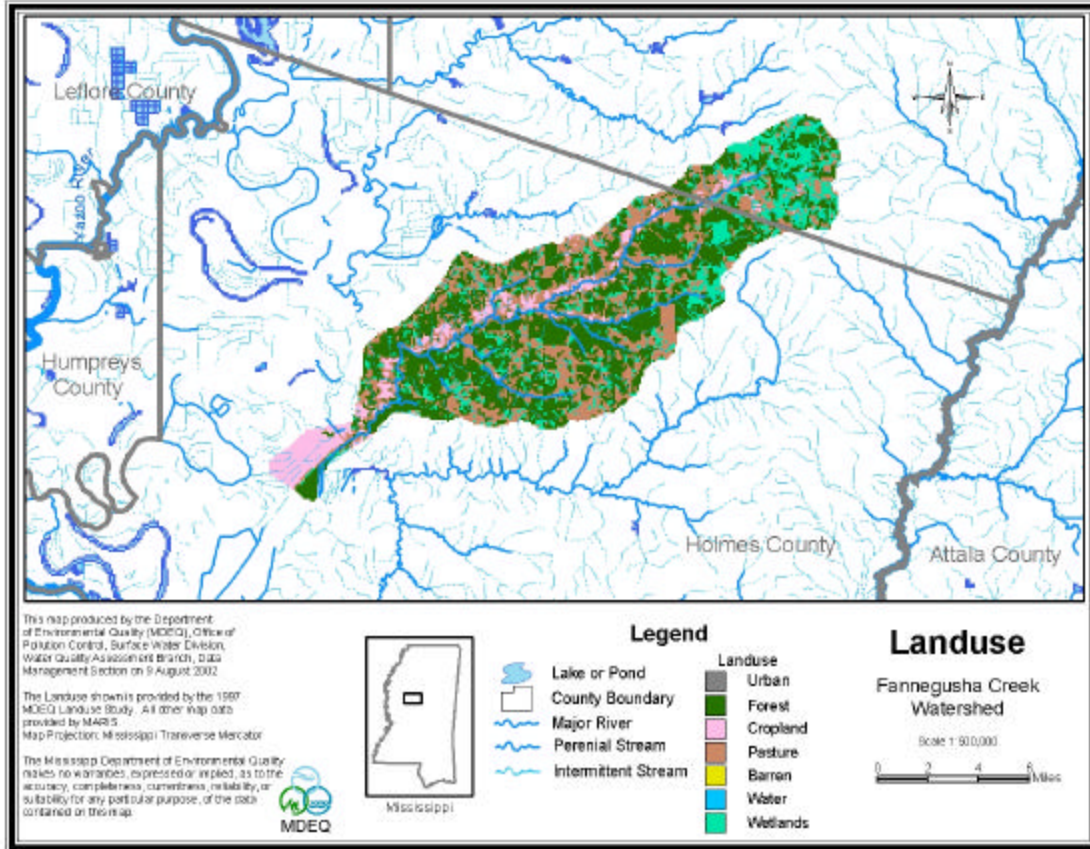 Leflore County
Yazoo River
Humpreys
County
Holmes County
Attala County
This map produced by the Department
of Environmental Quality (MDEQ), Office of
Pollution Control, Surface Water Division,
Water Quality Assessment Branch, Data
Management Section on 9 August 2002
The Landuse shown is provided by the 1997
MDEQ Landuse Study. All other map data
provided by MARIS
Map Projection: Mississippi Transverse Mercator
The Mississippi Department of Environmental Quality
makes no warranties, expressed or implied, as to the
accuracy, completeness, currentness, reliability, or
suitability for any particular purpose, of the data
contained on this map.
MDEQ
Mississippi
Legend
Lake or Pond
County Boundary
Major River
Perenial Stream
Intermittent Stream
Landuse
Urban
Forest
Cropland
Pasture
Barren
Water
Wetlands
Landuse
Fannegusha Creek
Watershed
Scale 1:500,000
0 2 4 6 Miles